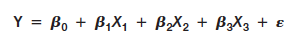 Y = β₀ + β₁X₁ + β₂X₂ + β₃X₃ + ε